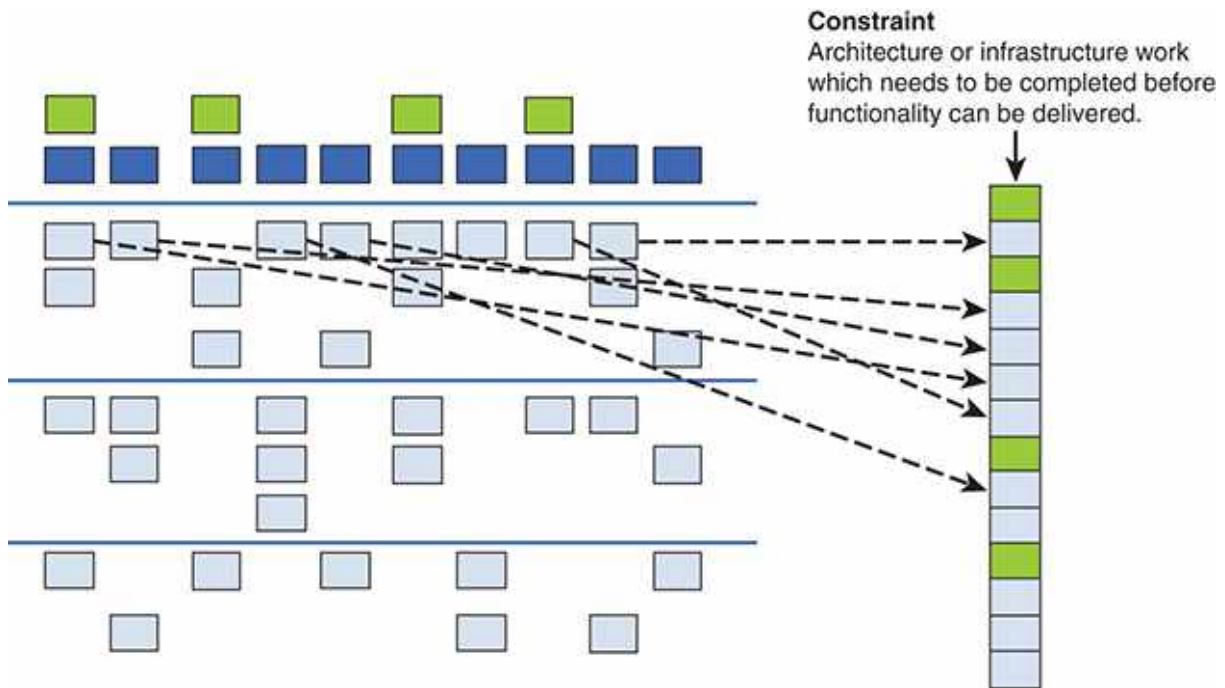 Constraint
Architecture or infrastructure work
which needs to be completed before
functionality can be delivered.